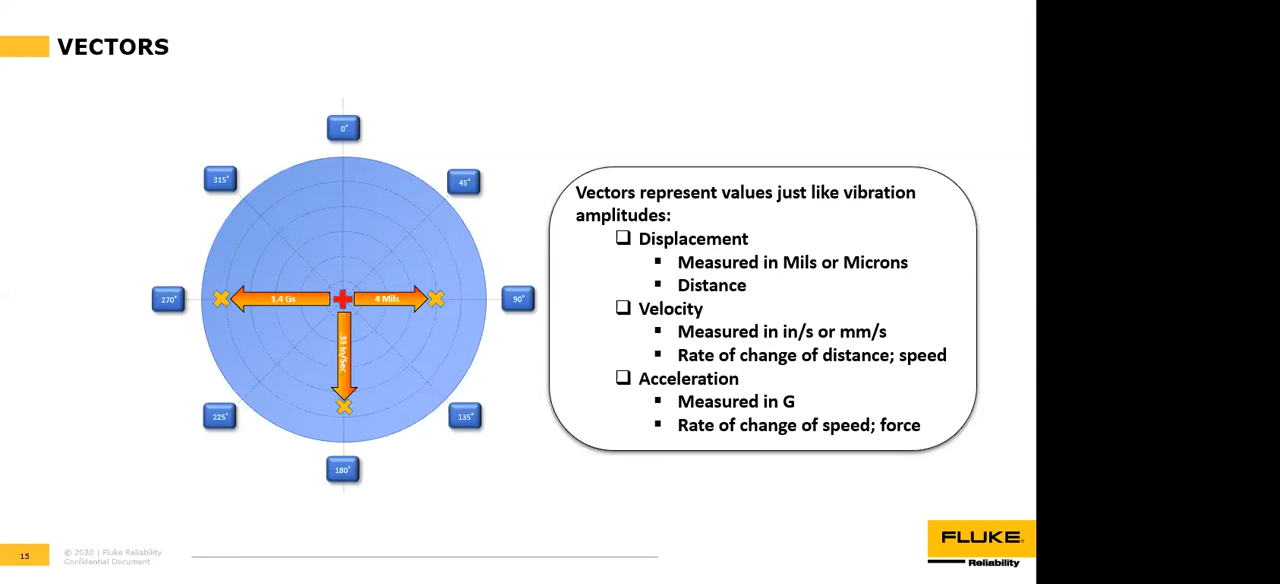 VECTORS
0°
315°
45°
270°
1.4 Gs
4 Mils
90°
.33 In/Sec
225°
135°
180°
Vectors represent values just like vibration
amplitudes:
❑ Displacement
▪ Measured in Mils or Microns
▪ Distance
❑ Velocity
▪ Measured in in/s or mm/s
▪ Rate of change of distance; speed
❑ Acceleration
▪ Measured in G
▪ Rate of change of speed; force
15
© 2020 | Fluke Reliability
Confidential Document
FLUKE®
Reliability